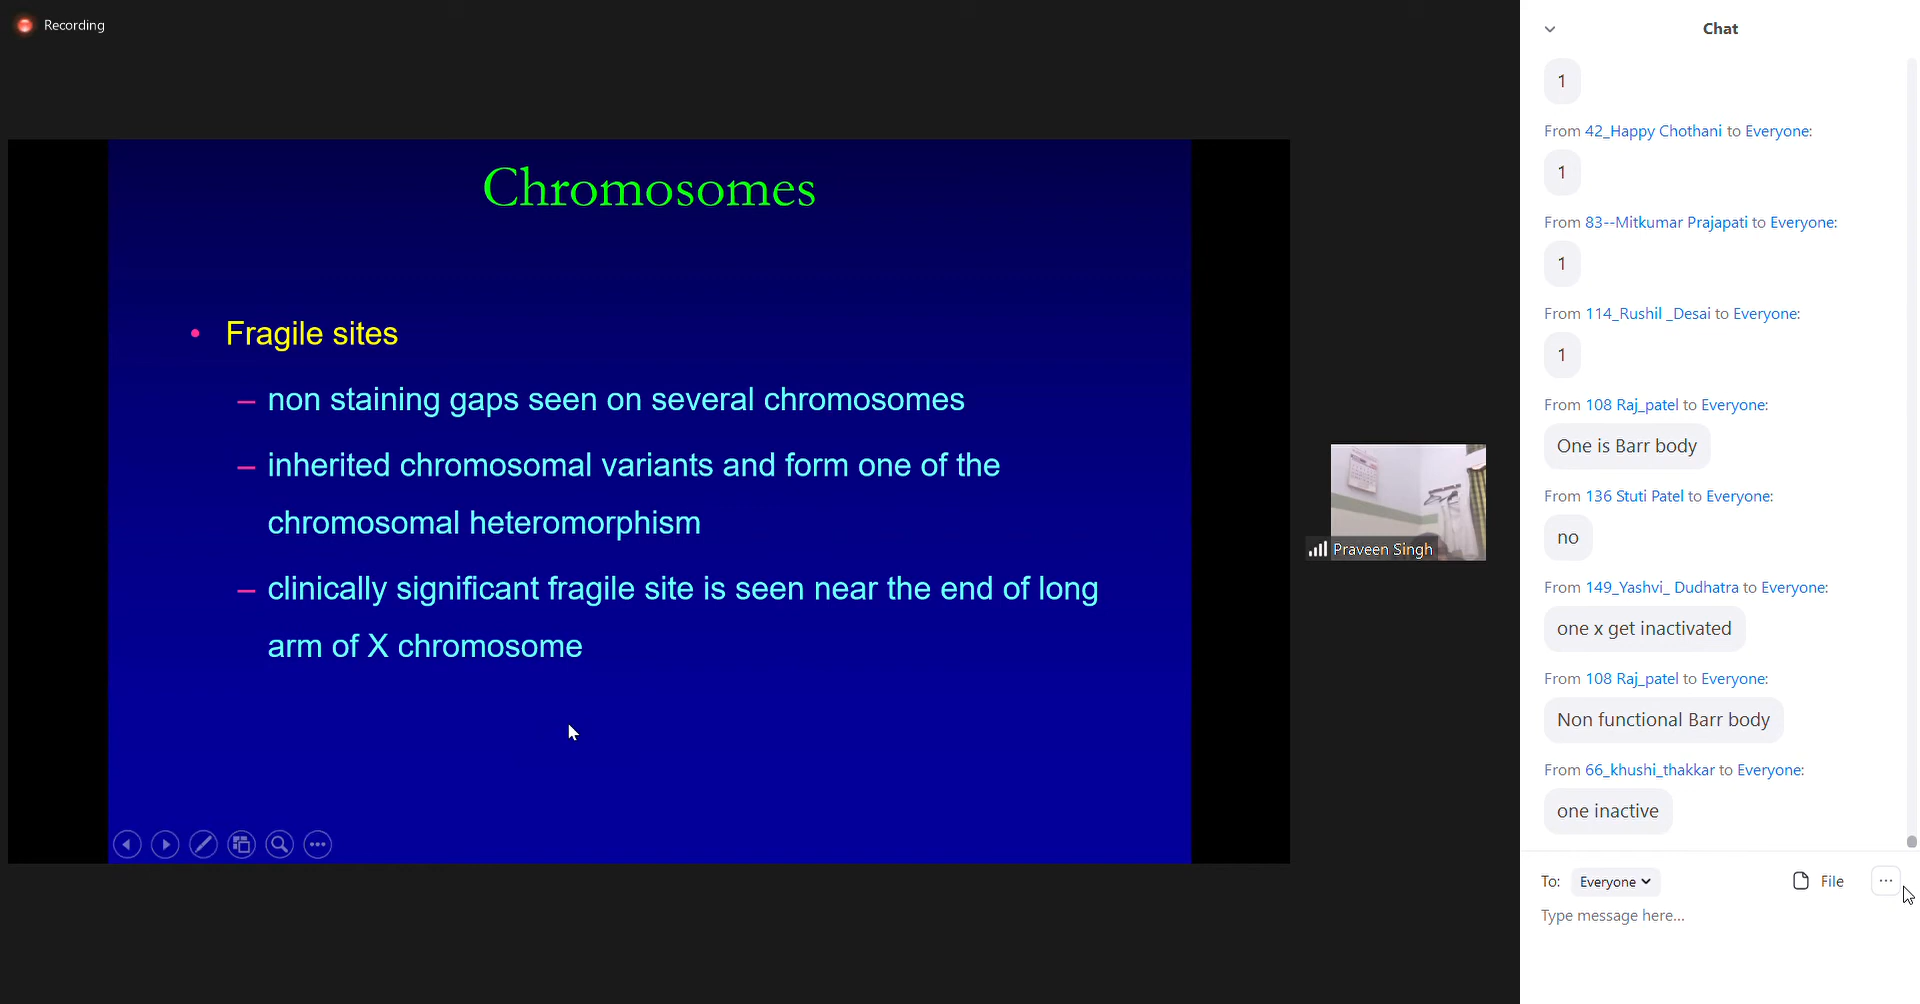 Recording
Chromosomes
• Fragile sites
– non staining gaps seen on several chromosomes
– inherited chromosomal variants and form one of the
chromosomal heteromorphism
– clinically significant fragile site is seen near the end of long
arm of X chromosome
Praveen Singh
Chat
1
From 42_Happy Chothani to Everyone:
1
From 83--Mitkumar Prajapati to Everyone:
1
From 114_Rushil _Desai to Everyone:
1
From 108 Raj_patel to Everyone:
One is Barr body
From 136 Stuti Patel to Everyone:
no
From 149_Yashvi_ Dudhatra to Everyone:
one x get inactivated
From 108 Raj_patel to Everyone:
Non functional Barr body
From 66_khushi_thakkar to Everyone:
one inactive
To: Everyone File
Type message here...